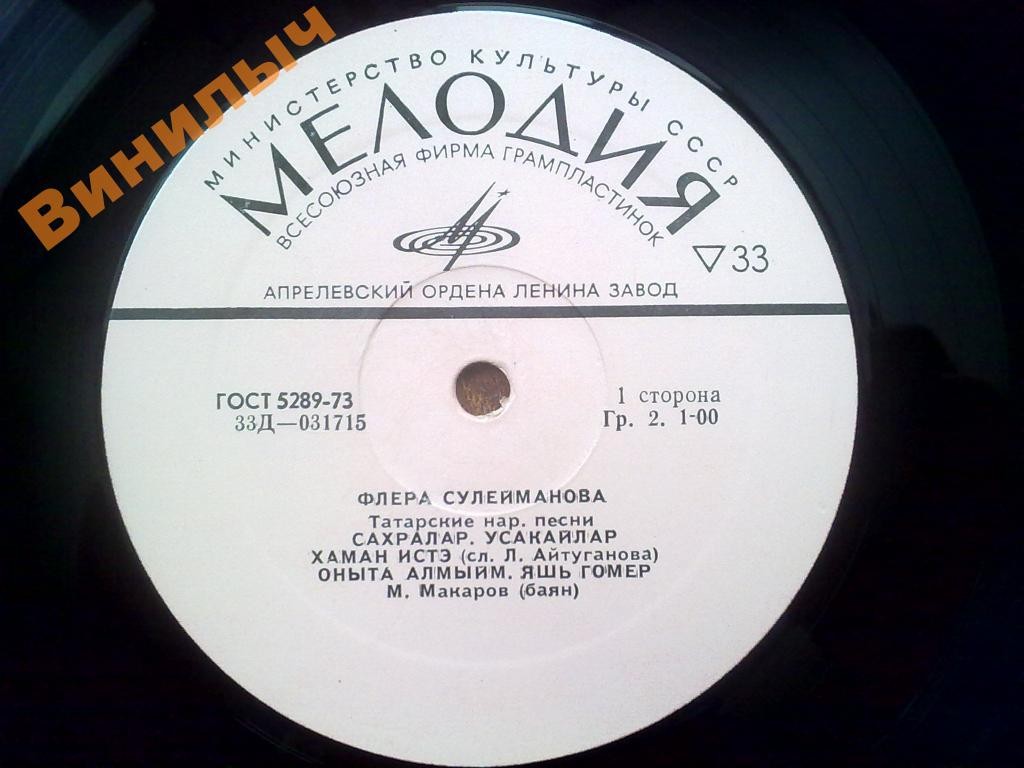 Винилыч
МИНИСТЕРСТВО КУЛЬТУРЫ СССР
МЕЛОДИЯ
ВСЕСОЮЗНАЯ ФИРМА ГРАМПЛАСТИНОК
▽33
АПРЕЛЕВСКИЙ ОРДЕНА ЛЕНИНА ЗАВОД
ГОСТ 5289-73
33Д—031715
1 сторона
Гр. 2. 1-00
ФЛЕРА СУЛЕЙМАНОВА
Татарские нар. песни
САХРАЛАР. УСАКАЙЛАР
ХАМАН ИСТЭ (сл. Л. Айтуганова)
ОНЫТА АЛМЫЙМ. ЯШЬ ГОМЕР
М. Макаров (баян)